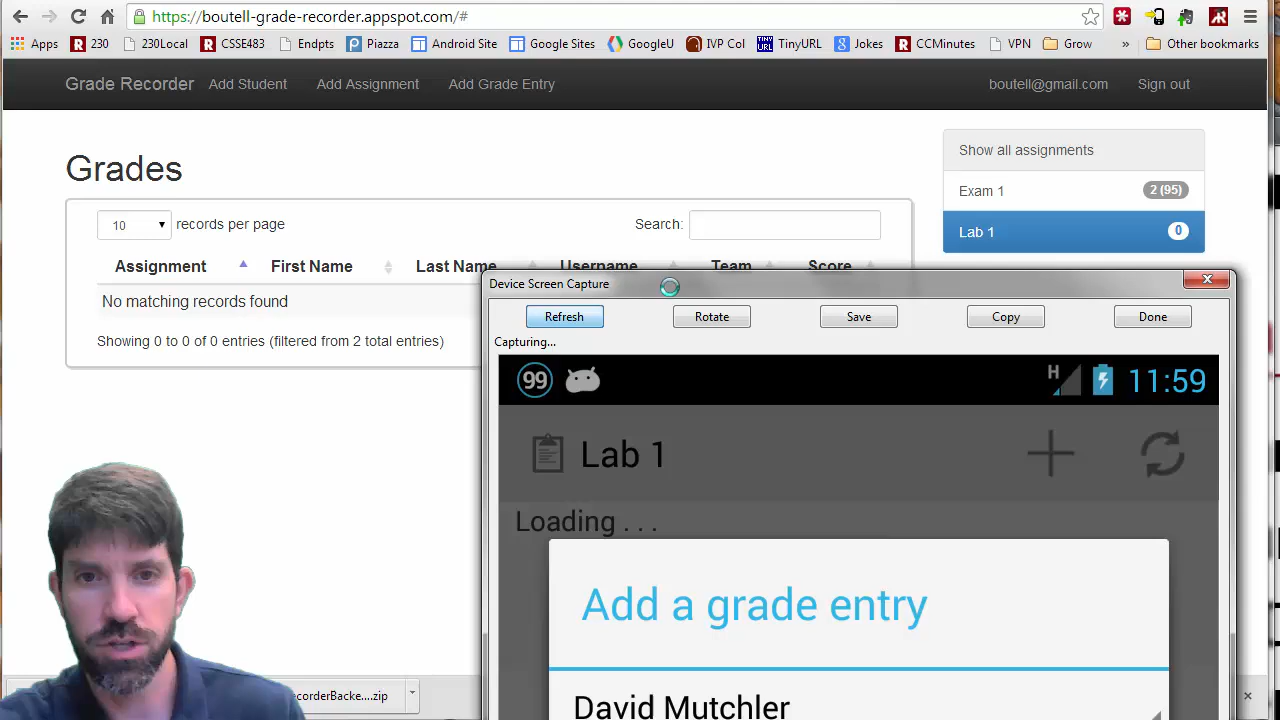 https://boutell-grade-recorder.appspot.com/#
Apps 230 230Local CSSE483 Endpts Piazza Android Site Google Sites GoogleU TM Col TinyURL Jokes CCMinutes VPN Grow » Other bookmarks
Grade Recorder Add Student Add Assignment Add Grade Entry boutell@gmail.com Sign out
Grades
Show all assignments
Exam 1 2 (95)
Lab 1 0
10 records per page Search:
Assignment First Name Last Name Username Team Score
No matching records found
Showing 0 to 0 of 0 entries (filtered from 2 total entries)
Device Screen Capture
Refresh Rotate Save Copy Done
Capturing...
99 H 11:59
Lab 1
Loading . . .
Add a grade entry
David Mutchler
corderBacke....zip